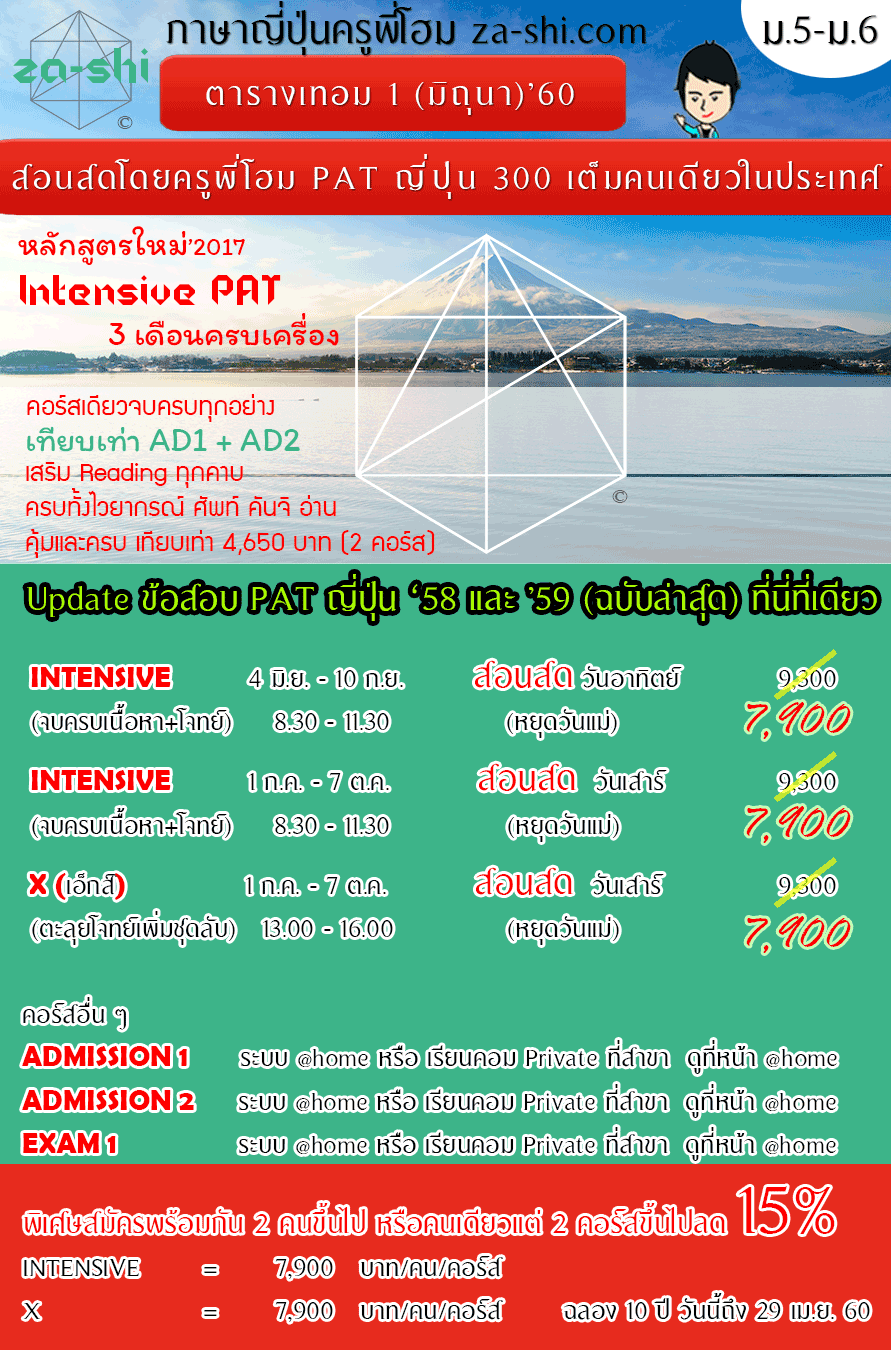 za-shi
©
ภาษาญี่ปุ่นครูพี่โฮม za-shi.com
ม.5-ม.6
ตารางเทอม 1 (มิถุนา)'60
สอนสดโดยครูพี่โฮม PAT ญี่ปุ่น 300 เต็มคนเดียวในประเทศ
หลักสูตรใหม่'2017
Intensive PAT
3 เดือนครบเครื่อง
คอร์สเดียวจบครบทุกอย่าง
เทียบเท่า AD1 + AD2
เสริม Reading ทุกคาบ
ครบทั้งไวยากรณ์ ศัพท์ คันจิ อ่าน
©
คุ้มและครบ เทียบเท่า 4,650 บาท (2 คอร์ส)
Update ข้อสอบ PAT ญี่ปุ่น '58 และ '59 (ฉบับล่าสุด) ที่นี่ที่เดียว
INTENSIVE 4 มิ.ย. - 10 ก.ย. สอนสด วันอาทิตย์ 9,300
(จบครบเนื้อหา+โจทย์) 8.30 - 11.30 (หยุดวันแม่) 7,900
INTENSIVE 1 ก.ค. - 7 ต.ค. สอนสด วันเสาร์ 9,300
(จบครบเนื้อหา+โจทย์) 8.30 - 11.30 (หยุดวันแม่) 7,900
X (เอ็กส์) 1 ก.ค. - 7 ต.ค. สอนสด วันเสาร์ 9,300
(ตะลุยโจทย์เพิ่มชุดลับ) 13.00 - 16.00 (หยุดวันแม่) 7,900
คอร์สอื่น ๆ
ADMISSION 1 ระบบ @home หรือ เรียนคอม Private ที่สาขา ดูที่หน้า @home
ADMISSION 2 ระบบ @home หรือ เรียนคอม Private ที่สาขา ดูที่หน้า @home
EXAM 1 ระบบ @home หรือ เรียนคอม Private ที่สาขา ดูที่หน้า @home
พิเศษสมัครพร้อมกัน 2 คนขึ้นไป หรือคนเดียวแต่ 2 คอร์สขึ้นไปลด 15%
INTENSIVE = 7,900 บาท/คน/คอร์ส
X = 7,900 บาท/คน/คอร์ส ฉลอง 10 ปี วันนี้ถึง 29 เม.ย. 60